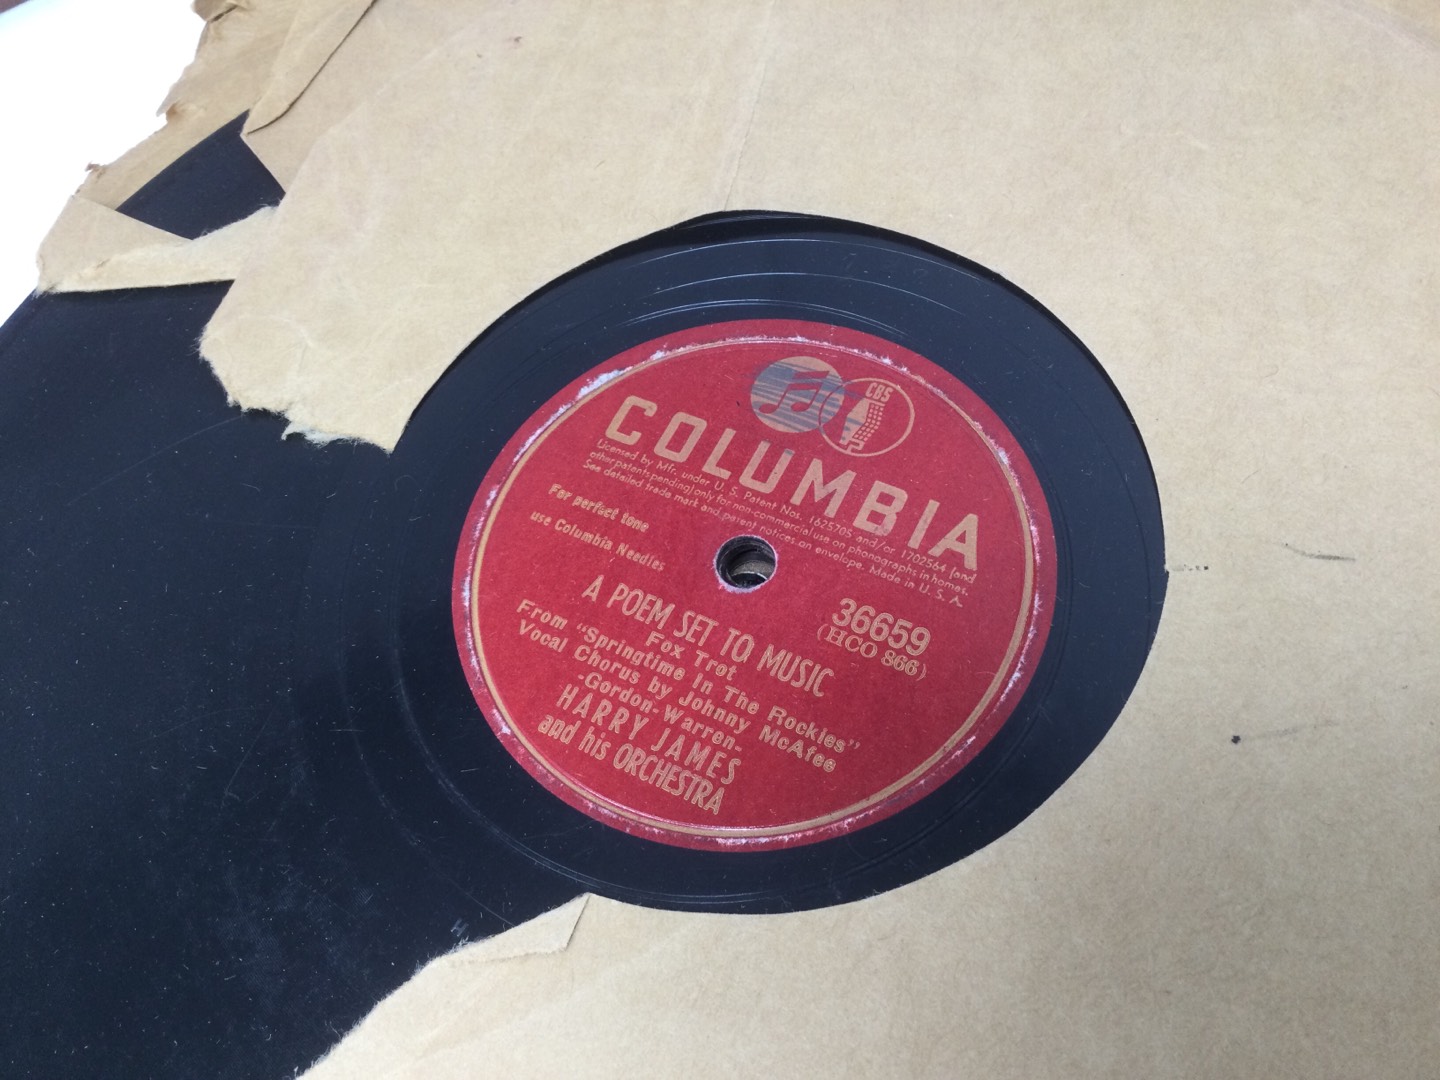 CBS
COLUMBIA
Licensed by Mfr. under U. S. Patent Nos. 1625705 and/or 1702564 (and
other patents pending) only for non-commercial use on phonographs in homes.
See detailed trade mark and patent notices on envelope. Made in U. S. A.
For perfect tone
use Columbia Needles
36659
(HCO 866)
A POEM SET TO MUSIC
Fox Trot
From "Springtime In The Rockies"
Vocal Chorus by Johnny McAfee
-Gordon-Warren-
HARRY JAMES
and his ORCHESTRA